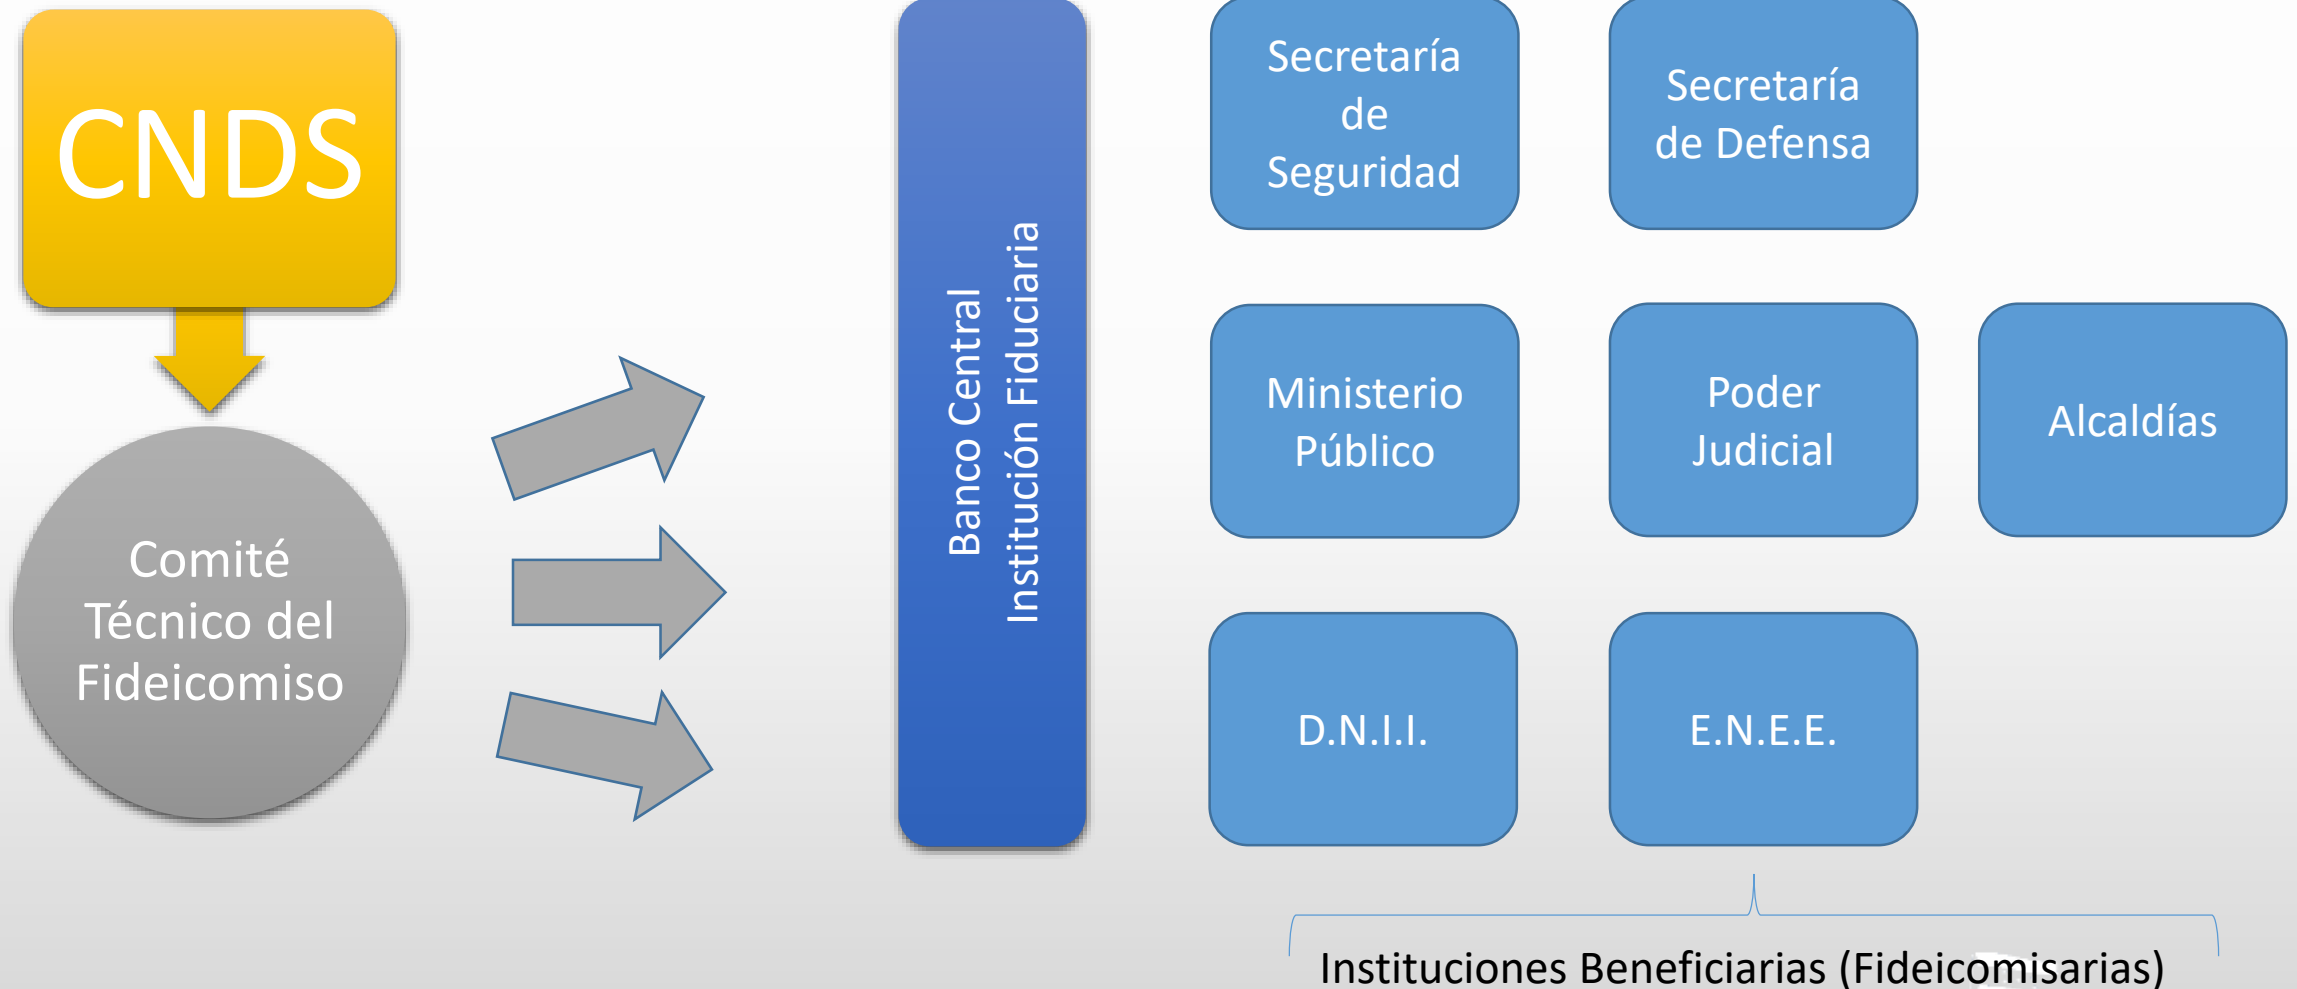 CNDS
Comité
Técnico del
Fideicomiso
Banco Central
Institución Fiduciaria
Secretaría
de
Seguridad
Secretaría
de Defensa
Ministerio
Público
Poder
Judicial
Alcaldías
D.N.I.I.
E.N.E.E.
Instituciones Beneficiarias (Fideicomisarias)